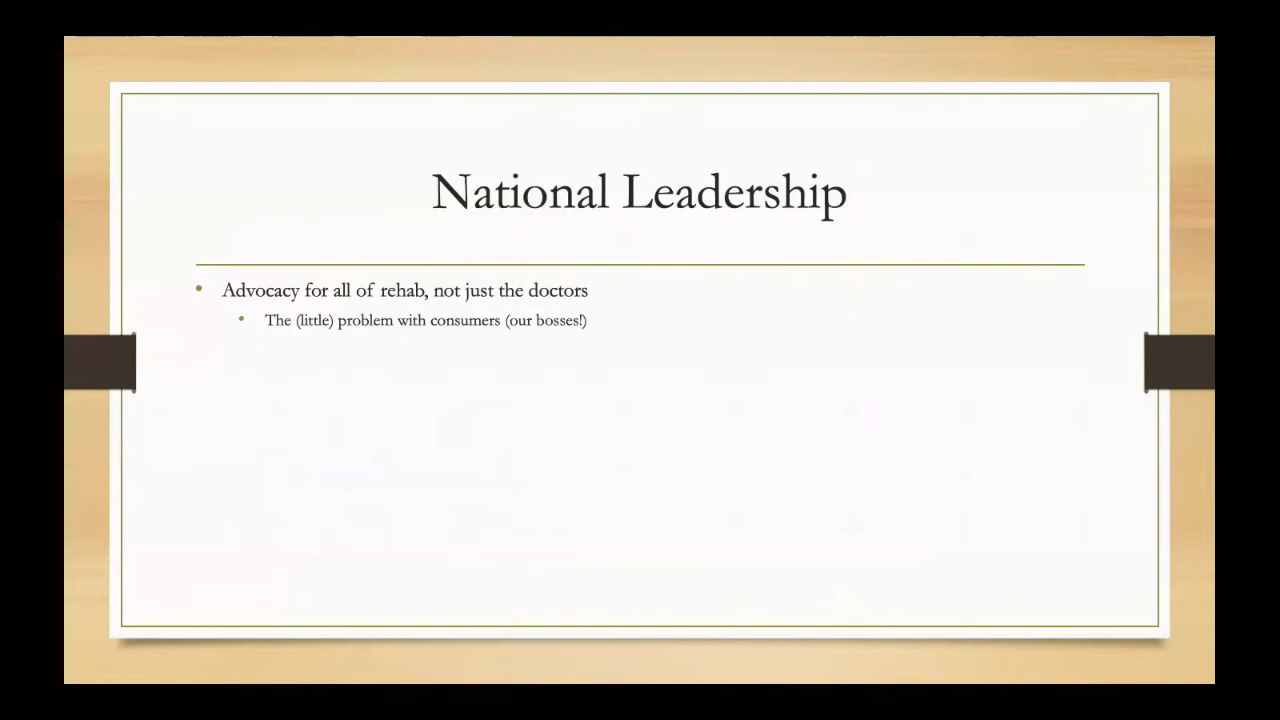 National Leadership
Advocacy for all of rehab, not just the doctors
The (little) problem with consumers (our bosses!)